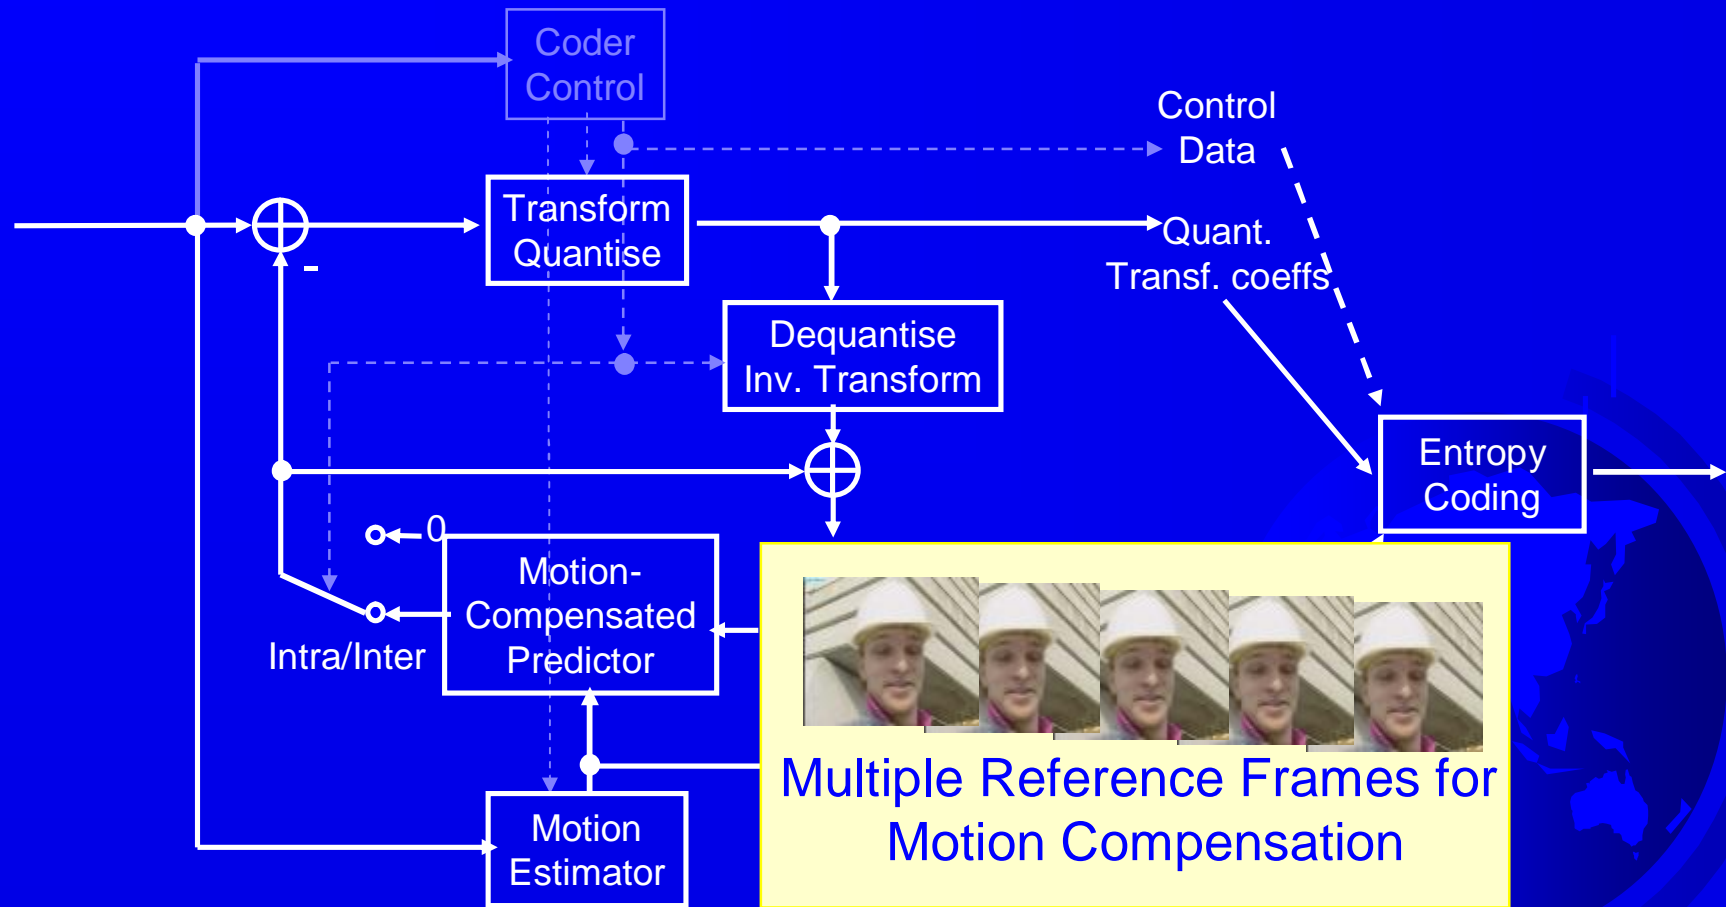 Coder
Control
Control
Data
Transform
Quantise
-
Quant.
Transf. coeffs
Dequantise
Inv. Transform
Entropy
Coding
0
Motion-
Compensated
Predictor
Intra/Inter
Multiple Reference Frames for
Motion Compensation
Motion
Estimator